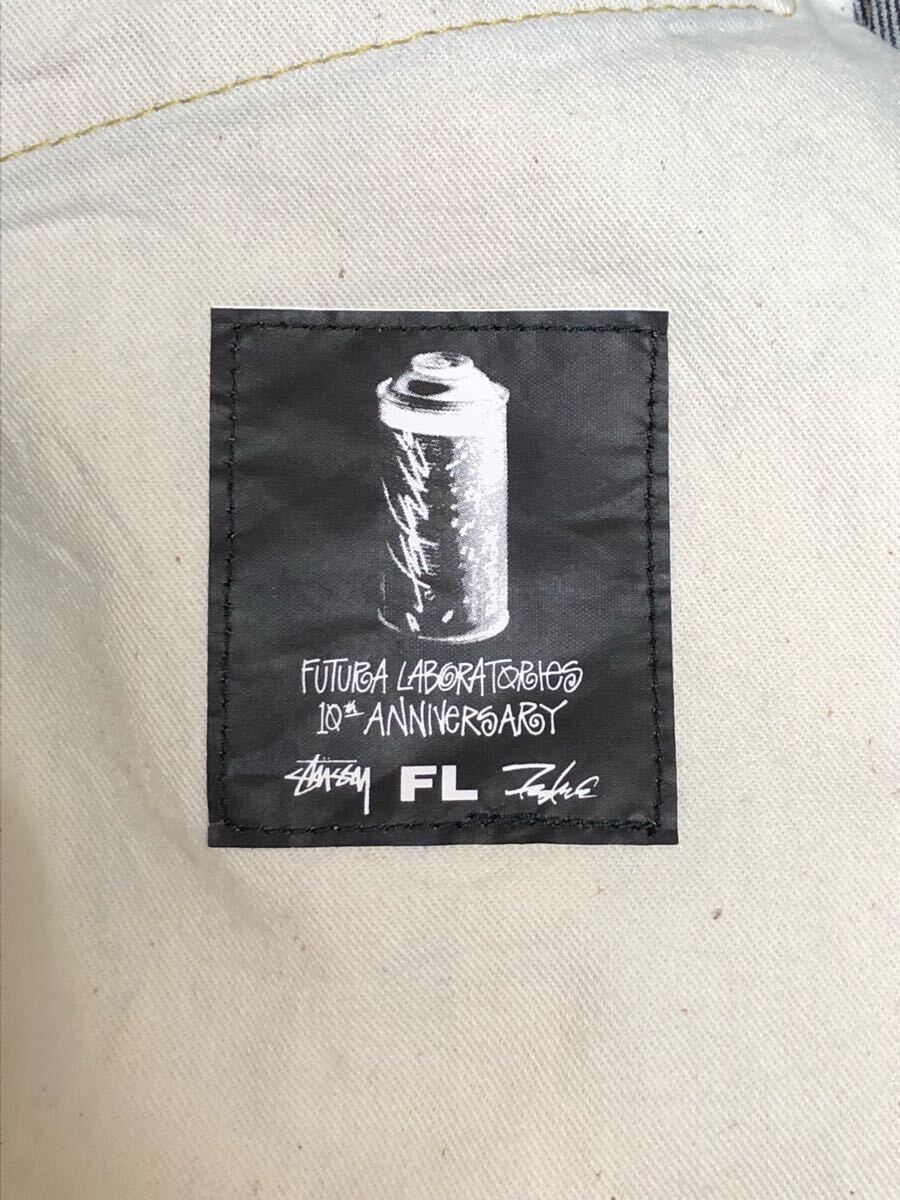 FUTURA LABORATORIES
10th ANNIVERSARY
Stüssy FL Futura